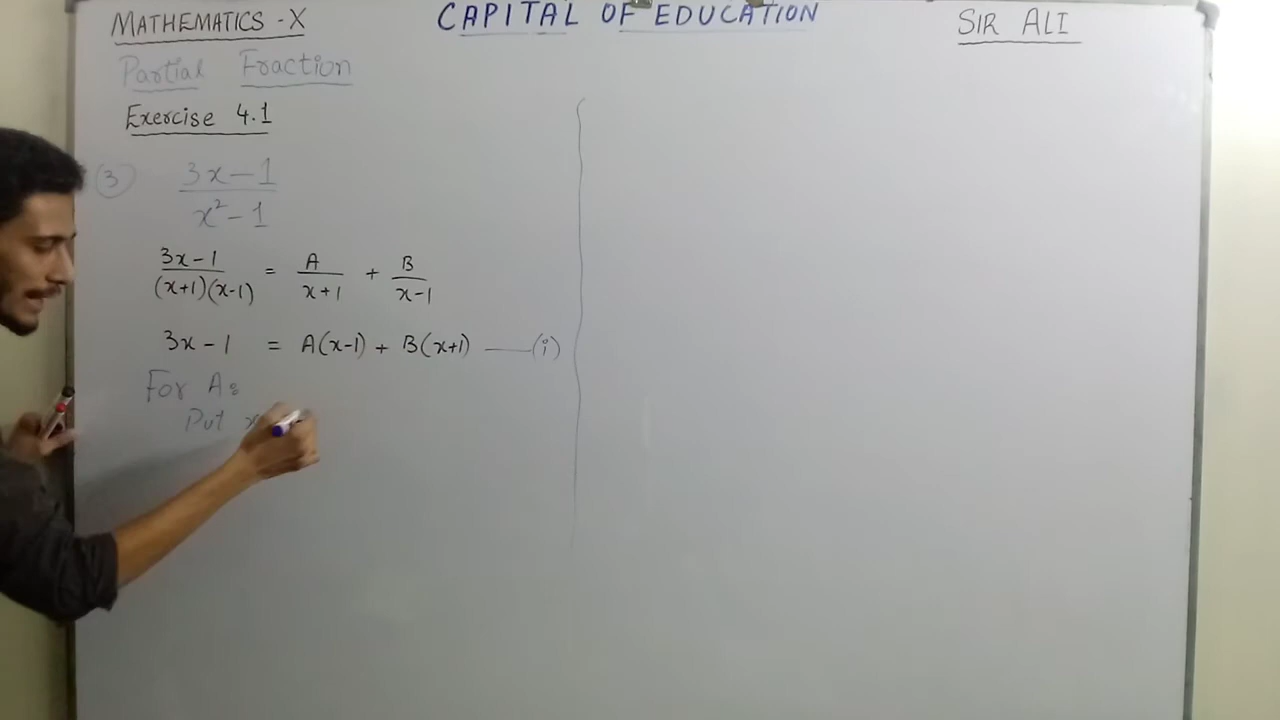 MATHEMATICS -X
CAPITAL OF EDUCATION
SIR ALI
Partial Fraction
Exercise 4.1
(3) 3x-1
x²-1
3x-1 = A + B
(x+1)(x-1) x+1 x-1
3x-1 = A(x-1) + B(x+1) —(i)
For A:
Put x